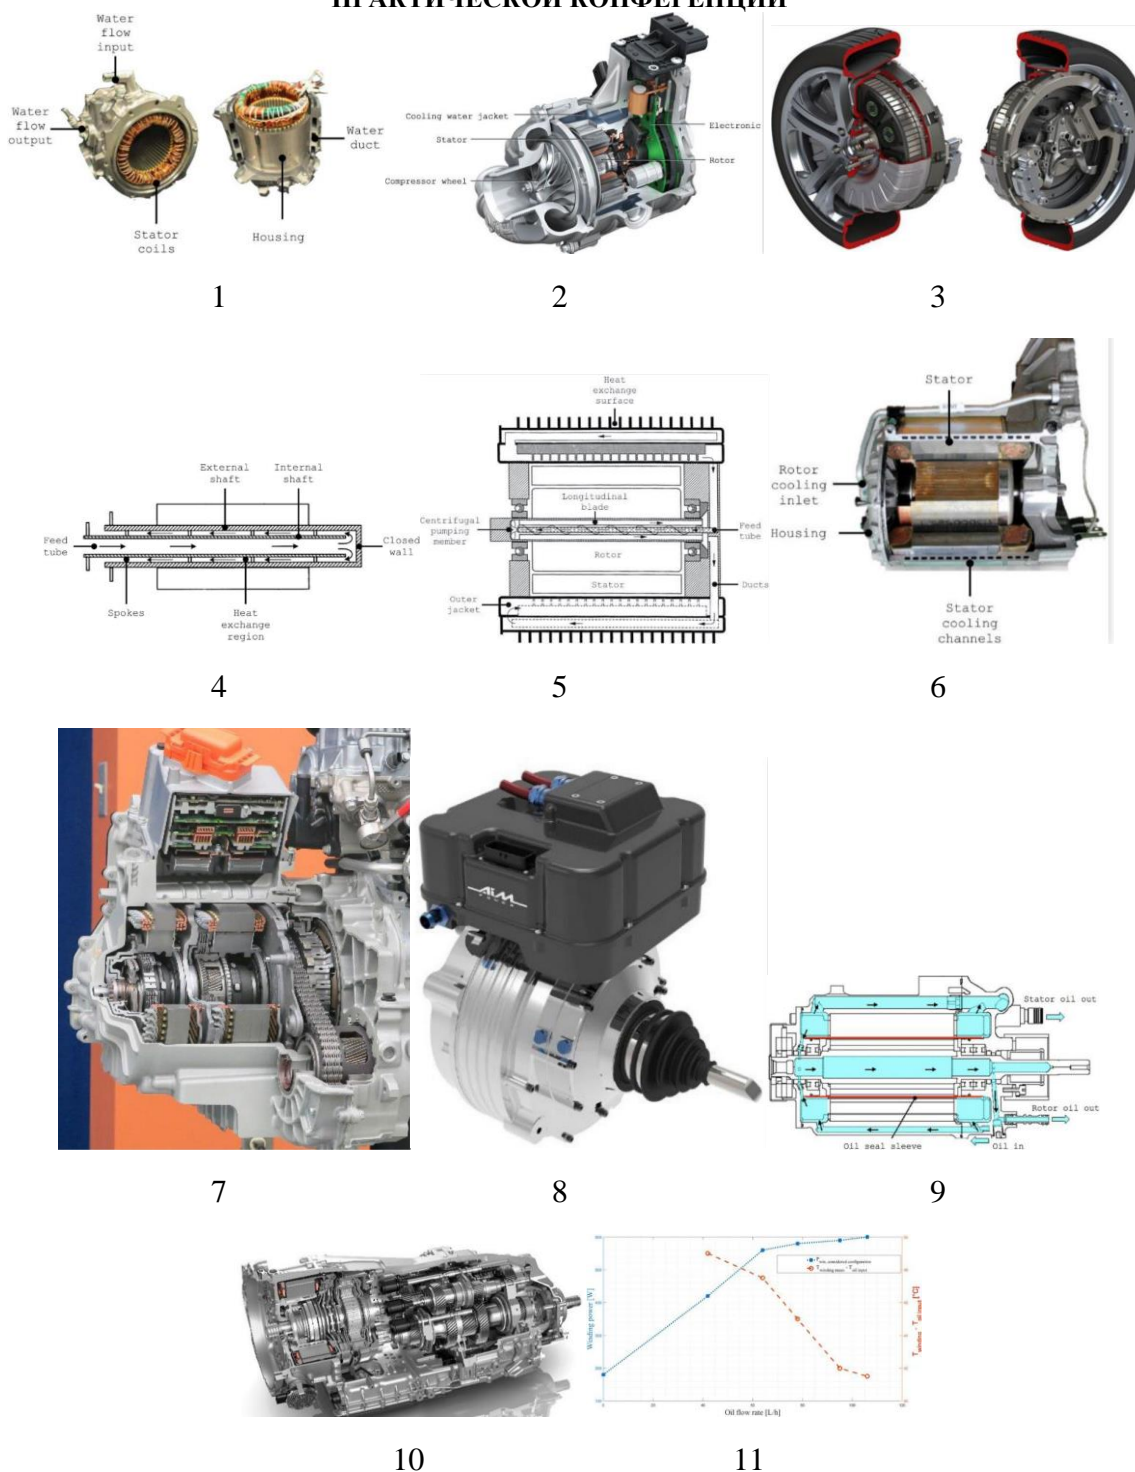 ПРАКТИЧЕСКОЙ КОНФЕРЕНЦИИ
Water
flow
input
Water
flow
output
Stator
coils
Housing
Water
duct
Cooling water jacket
Stator
Compressor wheel
Electronic
Rotor
1
2
3
External
shaft
Internal
shaft
Feed
tube
Closed
wall
Spokes
Heat
exchange
region
Heat
exchange
surface
Longitudinal
blade
Centrifugal
pumping
member
Feed
tube
Rotor
Stator
Ducts
Outer
jacket
Stator
Rotor
cooling
inlet
Housing
Stator
cooling
channels
4
5
6
AIM
Stator oil out
Rotor oil out
Oil seal sleeve
Oil in
7
8
9
Winding power [W]
Oil flow rate [L/h]
0
10
11